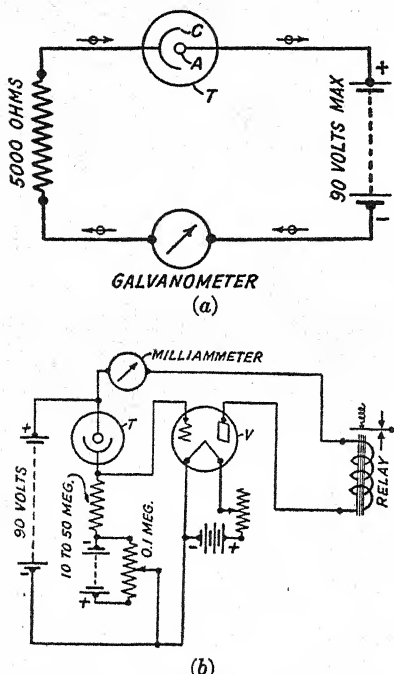 C
A
T
5000 OHMS
+
90 VOLTS MAX
-
GALVANOMETER
(a)
MILLIAMMETER
+
T
V
90 VOLTS
-
10 TO 50 MEG.
-
+
0.1 MEG.
- +
RELAY
(b)